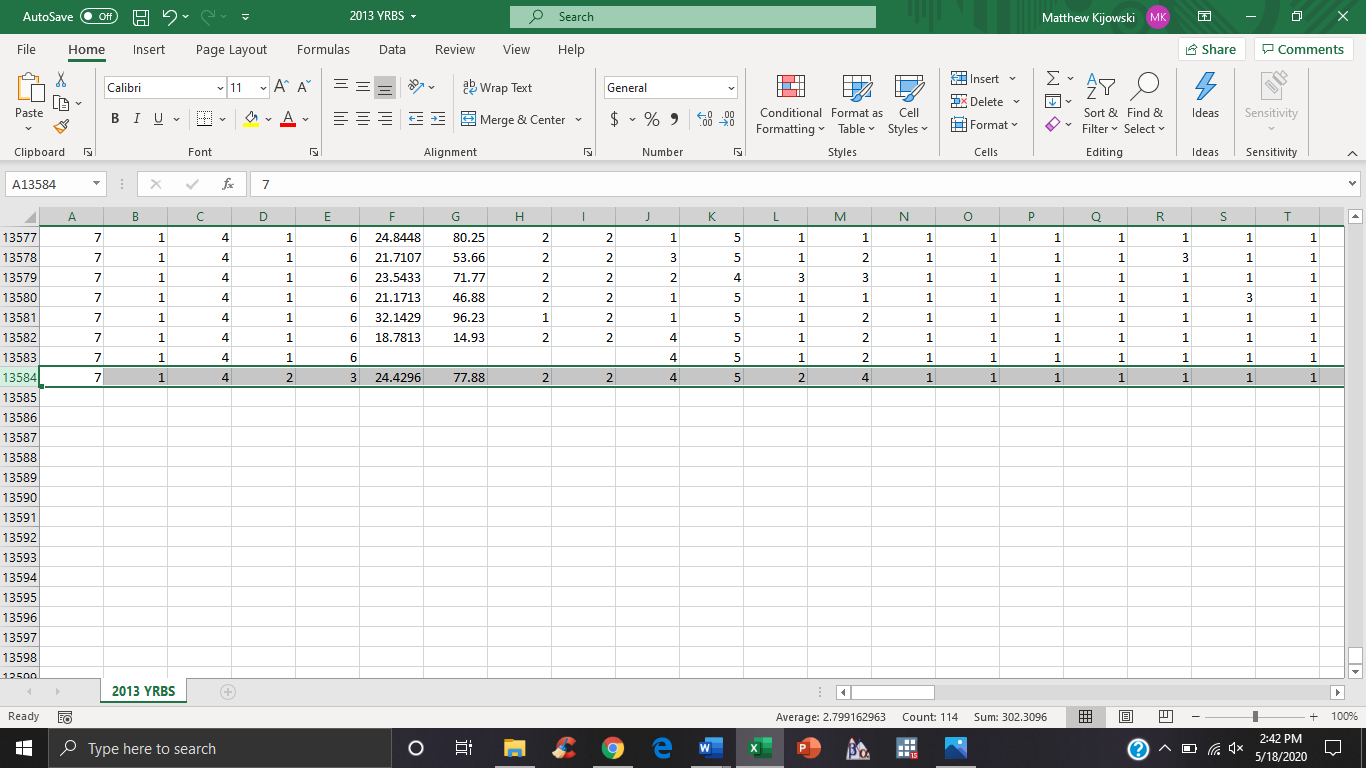 AutoSave Off 2013 YRBS Search Matthew Kijowski MK
File Home Insert Page Layout Formulas Data Review View Help Share Comments
Paste Calibri 11 A A ab Wrap Text General Conditional Formatting Format as Table Cell Styles Insert Delete Format Sort & Filter Find & Select Ideas Sensitivity
B I U A Merge & Center $ % 9 .00 .00
Clipboard Font Alignment Number Styles Cells Editing Ideas Sensitivity
A13584 fx 7
A B C D E F G H I J K L M N O P Q R S T
13577 7 1 4 1 6 24.8448 80.25 2 2 1 5 1 1 1 1 1 1 1 1 1
13578 7 1 4 1 6 21.7107 53.66 2 2 3 5 1 2 1 1 1 1 3 1 1
13579 7 1 4 1 6 23.5433 71.77 2 2 2 4 3 3 1 1 1 1 1 1 1
13580 7 1 4 1 6 21.1713 46.88 2 2 1 5 1 1 1 1 1 1 1 3 1
13581 7 1 4 1 6 32.1429 96.23 1 2 1 5 1 2 1 1 1 1 1 1 1
13582 7 1 4 1 6 18.7813 14.93 2 2 4 5 1 2 1 1 1 1 1 1 1
13583 7 1 4 1 6 4 5 1 2 1 1 1 1 1 1 1
13584 7 1 4 2 3 24.4296 77.88 2 2 4 5 2 4 1 1 1 1 1 1 1
13585
13586
13587
13588
13589
13590
13591
13592
13593
13594
13595
13596
13597
13598
13599
2013 YRBS
Ready Average: 2.799162963 Count: 114 Sum: 302.3096 100%
Type here to search 2:42 PM
5/18/2020